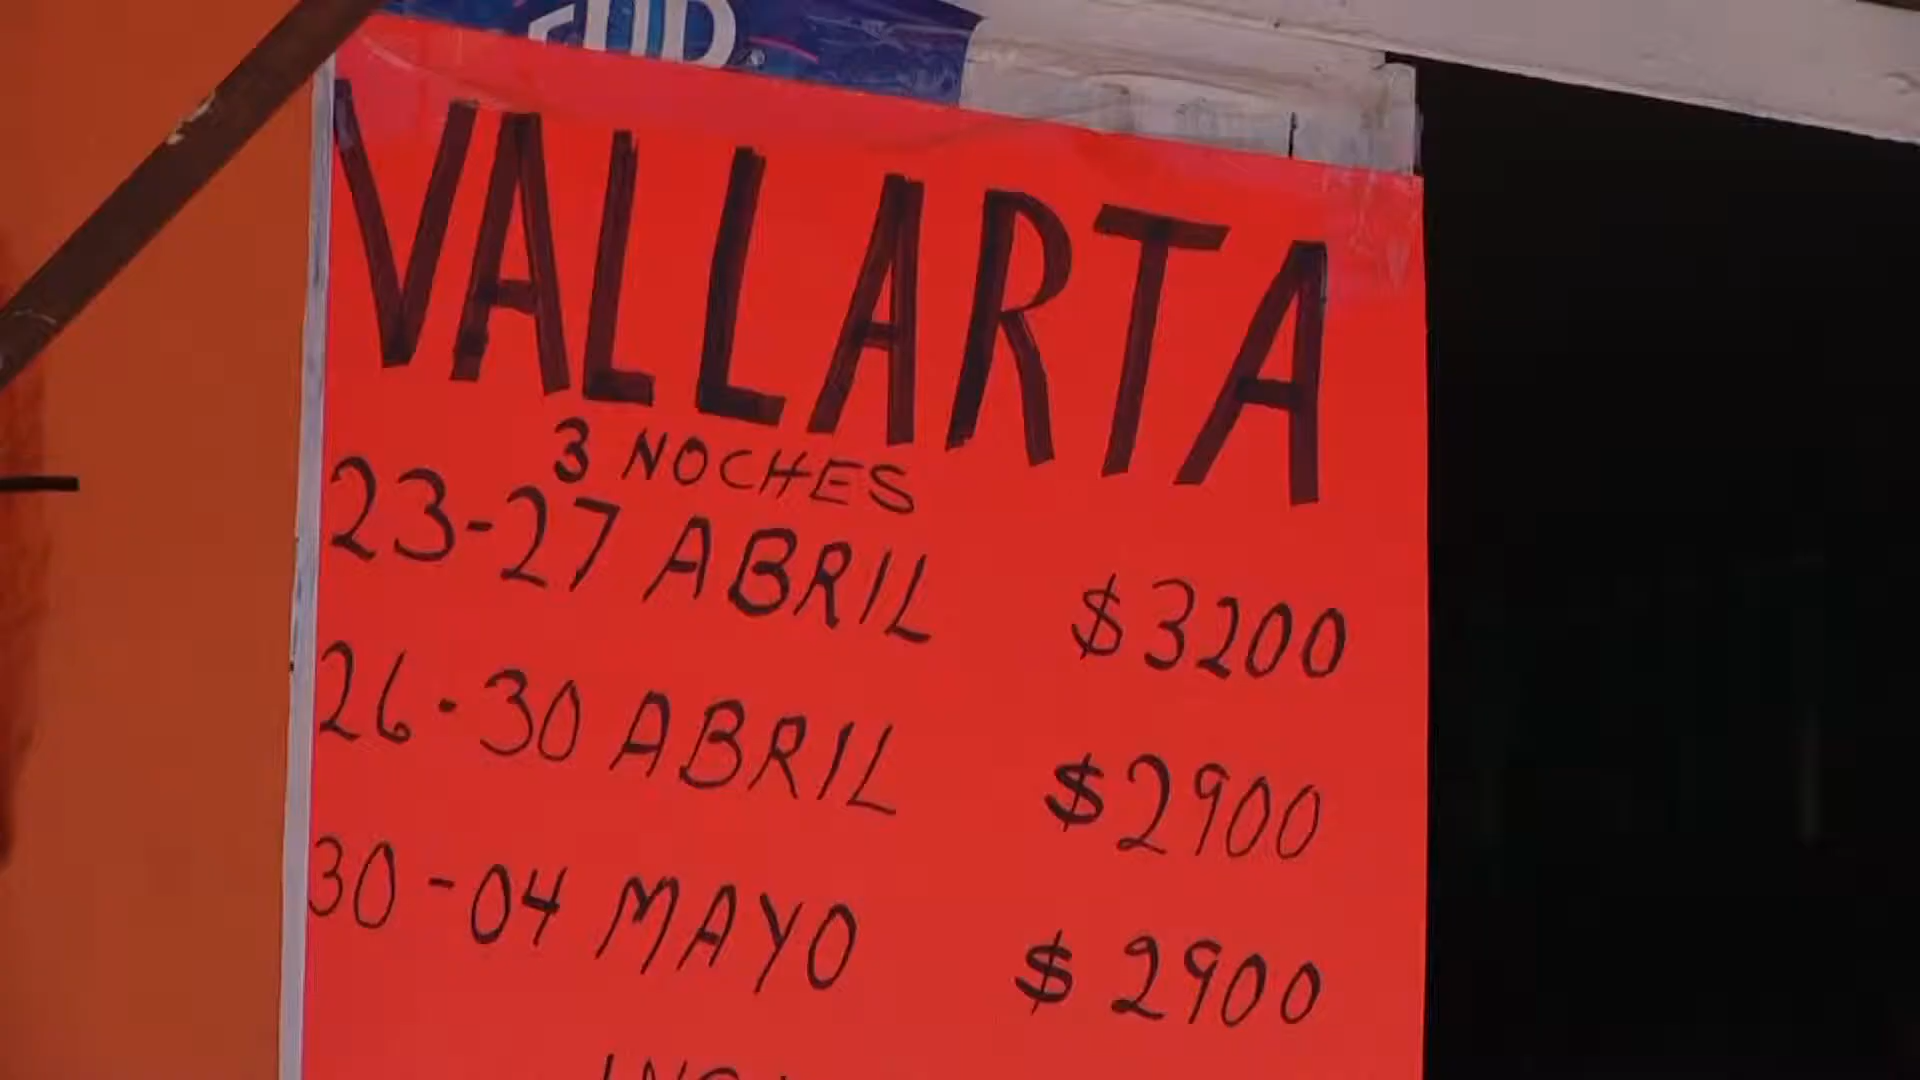 VALLARTA
3 NOCHES
23-27 ABRIL $3200
26-30 ABRIL $2900
30-04 MAYO $2900